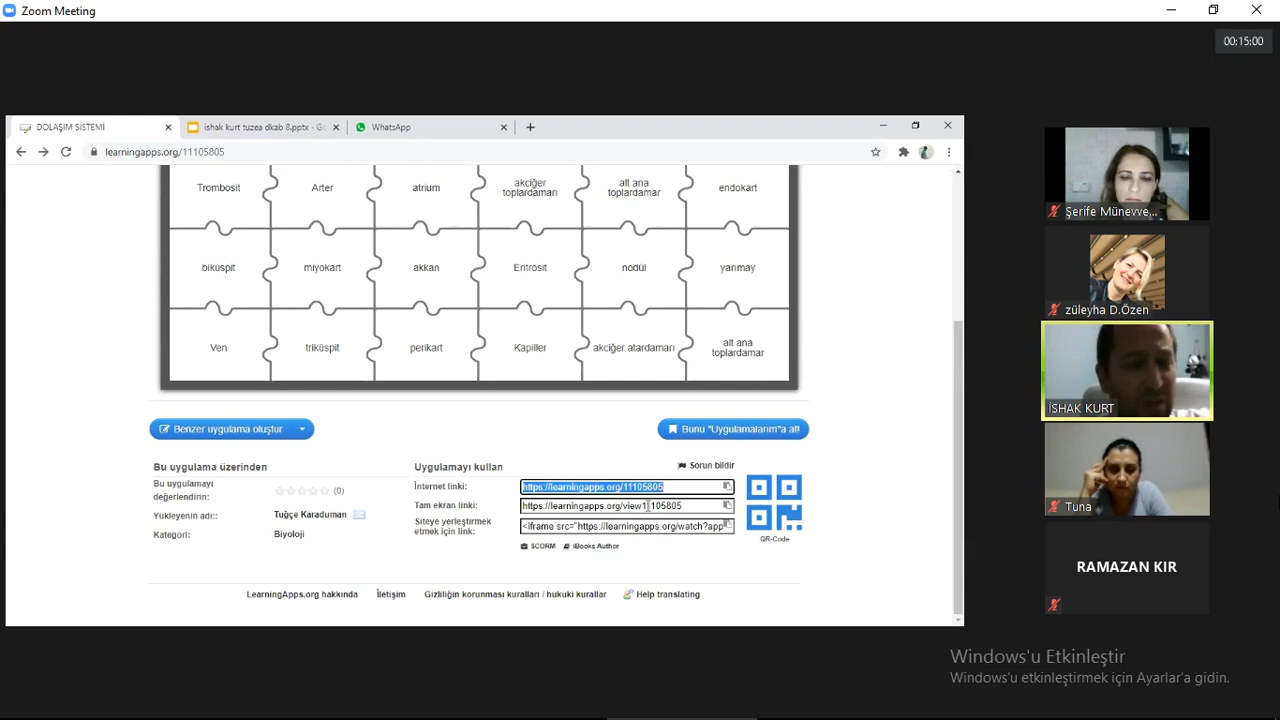 Zoom Meeting
00:15:00
DOLAŞIM SİSTEMİ
ishak kurt tuzea dkab 8.pptx - Go
WhatsApp
learningapps.org/11105805
Trombosit
Arter
atrium
akciğer
toplardamarı
alt ana
toplardamar
endokart
biküspit
miyokart
akkan
Eritrosit
nodül
yarımay
Ven
triküspit
perikart
Kapiller
akciğer atardamarı
alt ana
toplardamar
Benzer uygulama oluştur
Bunu "Uygulamalarım"a at!
Bu uygulama üzerinden
Bu uygulamayı
değerlendirin:
(0)
Yükleyenin adı::
Tuğçe Karaduman
Kategori:
Biyoloji
Uygulamayı kullan
Sorun bildir
İnternet linki:
https://learningapps.org/11105805
Tam ekran linki:
https://learningapps.org/view11105805
Siteye yerleştirmek
etmek için link:
<iframe src="https://learningapps.org/watch?app
SCORM
iBooks Author
QR-Code
LearningApps.org hakkında
İletişim
Gizliliğin korunması kuralları / hukuki kurallar
Help translating
Şerife Münevve...
züleyha D.Özen
İSHAK KURT
Tuna
RAMAZAN KIR
Windows'u Etkinleştir
Windows'u etkinleştirmek için Ayarlar'a gidin.